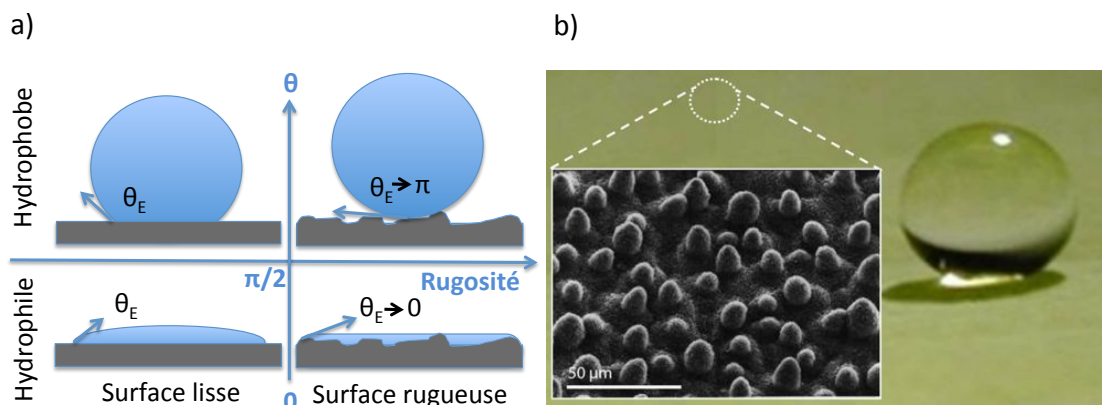 a)
b)
Hydrophobe
θ
θE
θE → π
π/2
Rugosité
Hydrophile
θE
θE → 0
Surface lisse
0
Surface rugueuse
50 µm